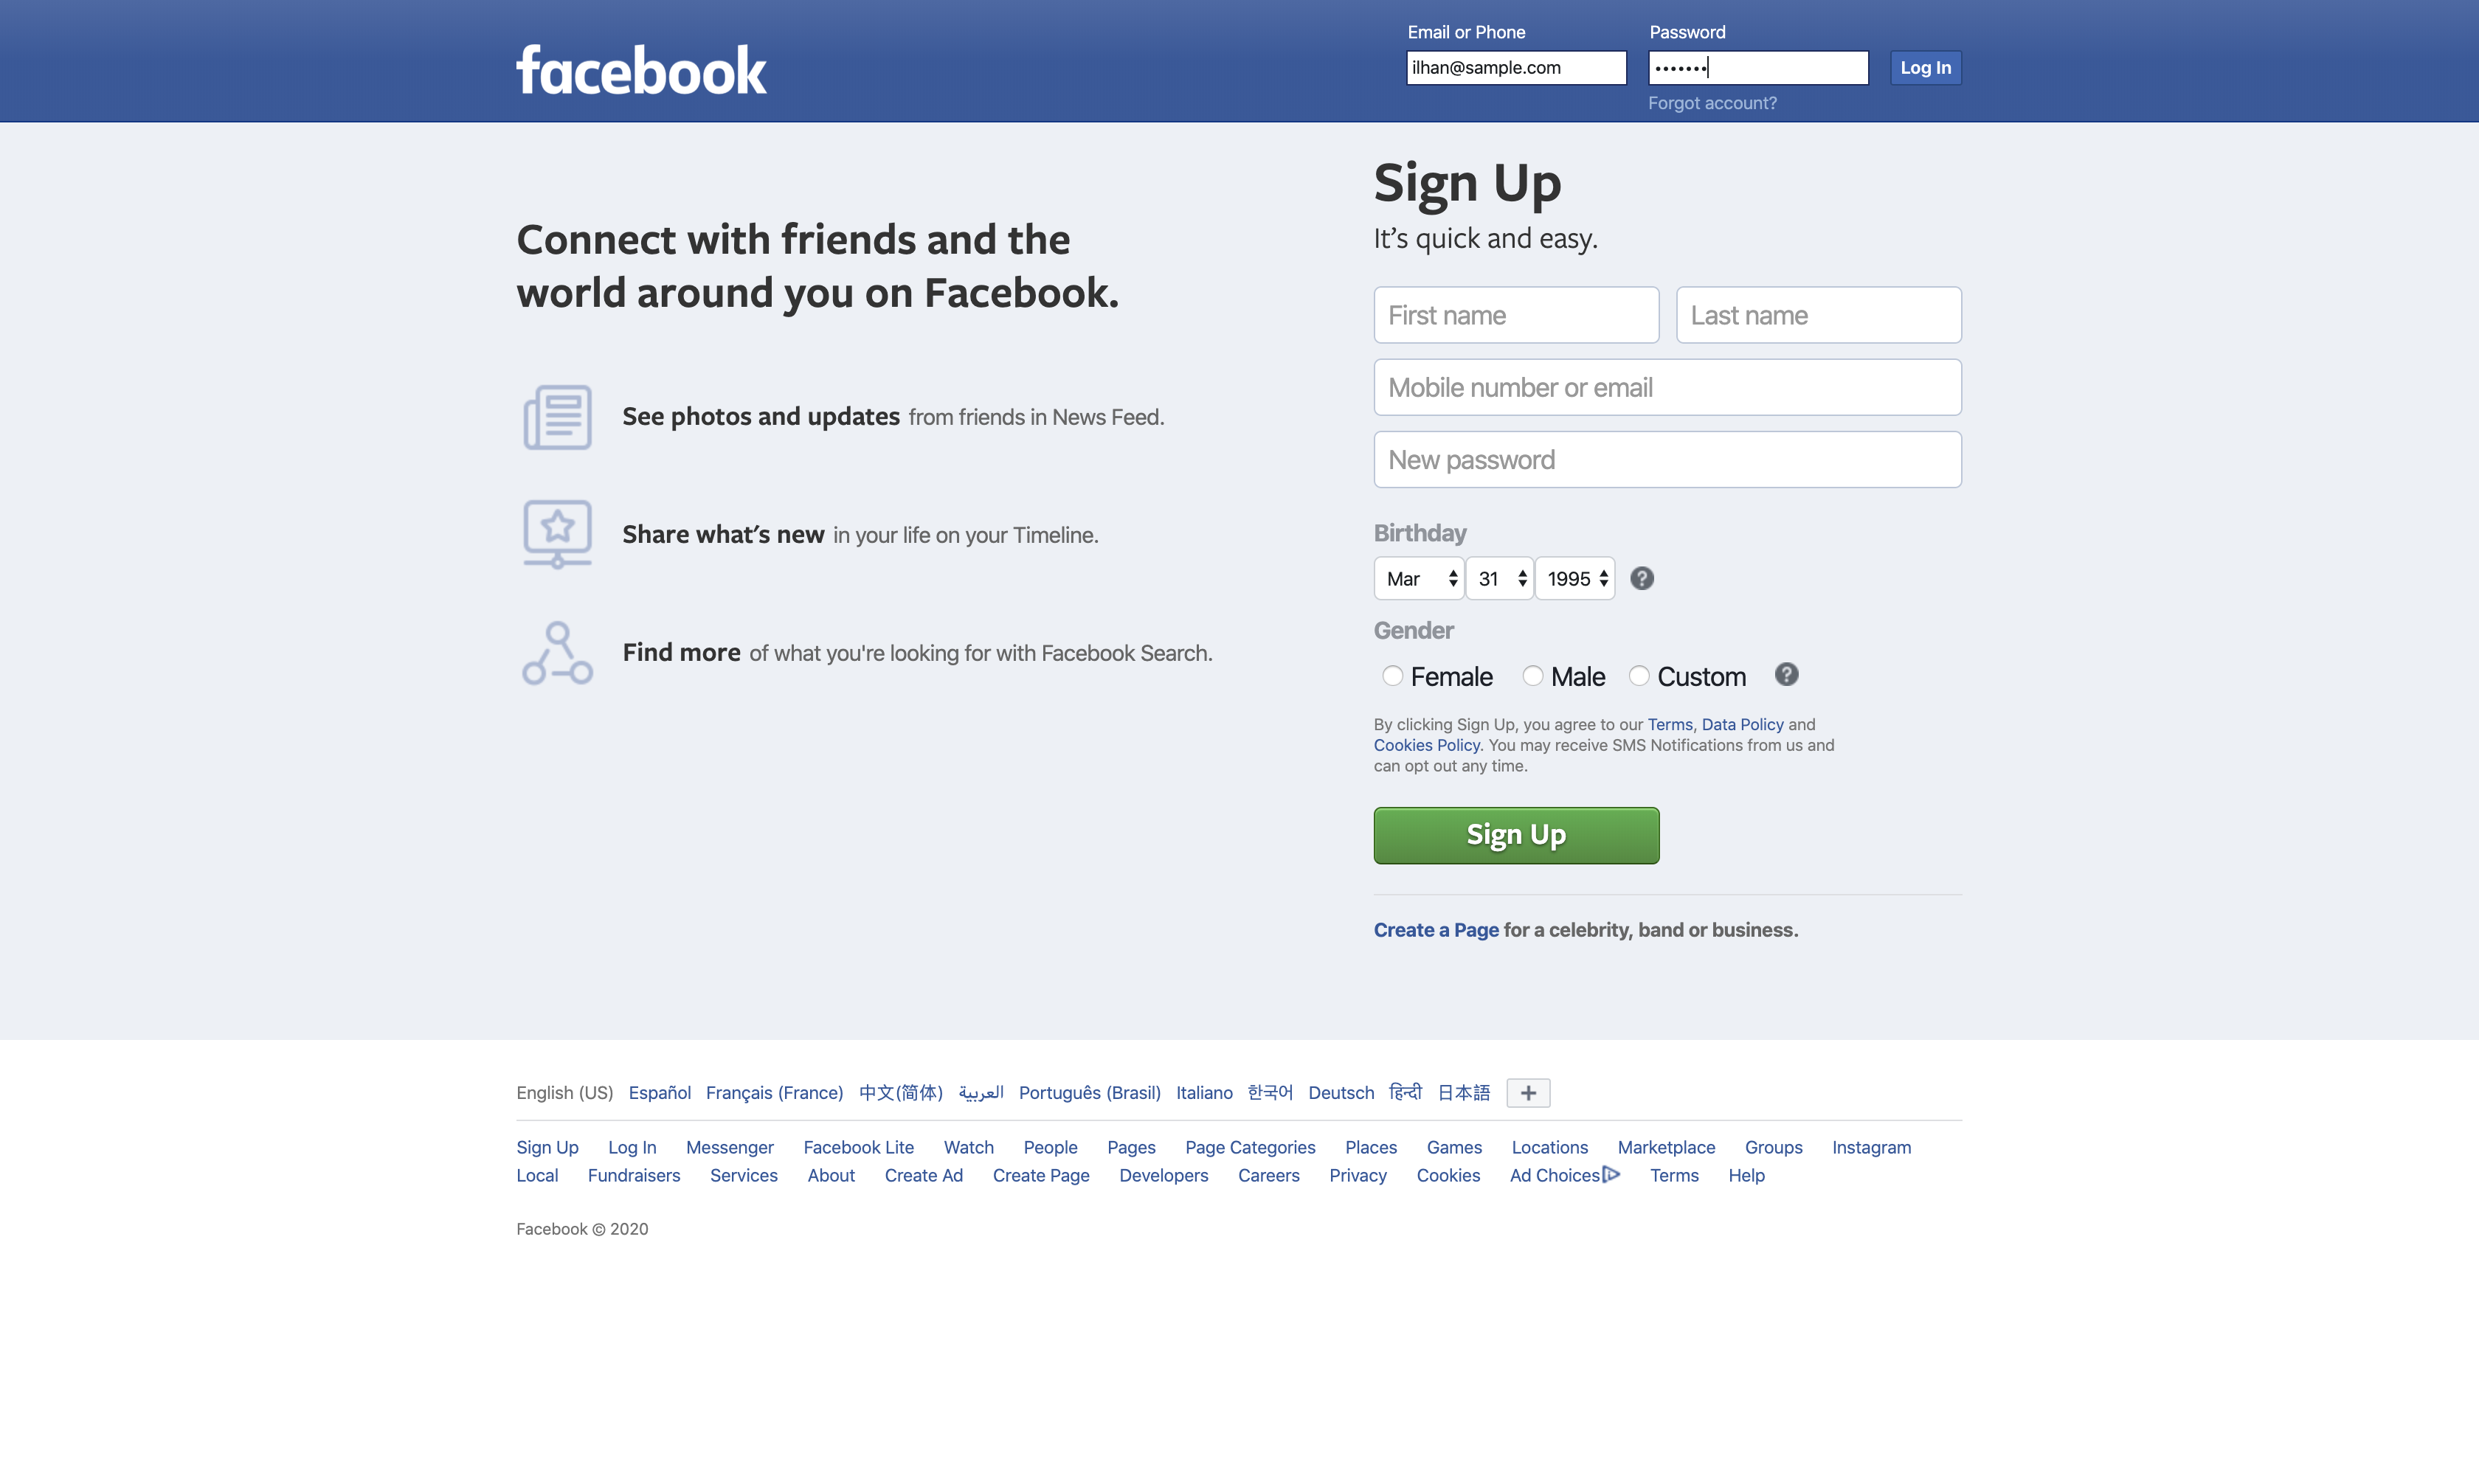 facebook
Email or Phone
Password
ilhan@sample.com
•••••••
Log In
Forgot account?
Connect with friends and the
world around you on Facebook.
See photos and updates from friends in News Feed.
Share what's new in your life on your Timeline.
Find more of what you're looking for with Facebook Search.
Sign Up
It's quick and easy.
First name
Last name
Mobile number or email
New password
Birthday
Mar 31 1995 ?
Gender
Female Male Custom ?
By clicking Sign Up, you agree to our Terms, Data Policy and
Cookies Policy. You may receive SMS Notifications from us and
can opt out any time.
Sign Up
Create a Page for a celebrity, band or business.
English (US) Español Français (France) 中文(简体) العربية Português (Brasil) Italiano 한국어 Deutsch हिन्दी 日本語 +
Sign Up Log In Messenger Facebook Lite Watch People Pages Page Categories Places Games Locations Marketplace Groups Instagram
Local Fundraisers Services About Create Ad Create Page Developers Careers Privacy Cookies Ad Choices Terms Help
Facebook © 2020